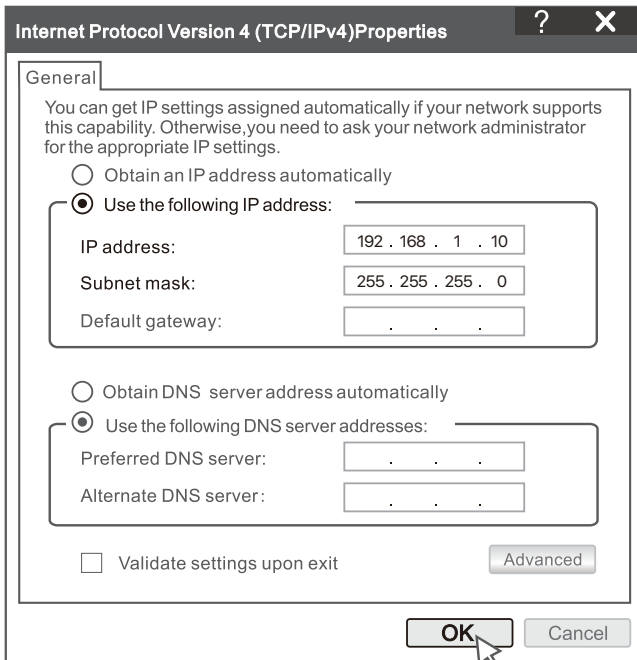 Internet Protocol Version 4 (TCP/IPv4)Properties
?
General
You can get IP settings assigned automatically if your network supports
this capability. Otherwise,you need to ask your network administrator
for the appropriate IP settings.
Obtain an IP address automatically
Use the following IP address:
IP address: 192 . 168 . 1 . 10
Subnet mask: 255 . 255 . 255 . 0
Default gateway: . . .
Obtain DNS server address automatically
Use the following DNS server addresses:
Preferred DNS server: . . .
Alternate DNS server: . . .
Validate settings upon exit
Advanced
OK
Cancel